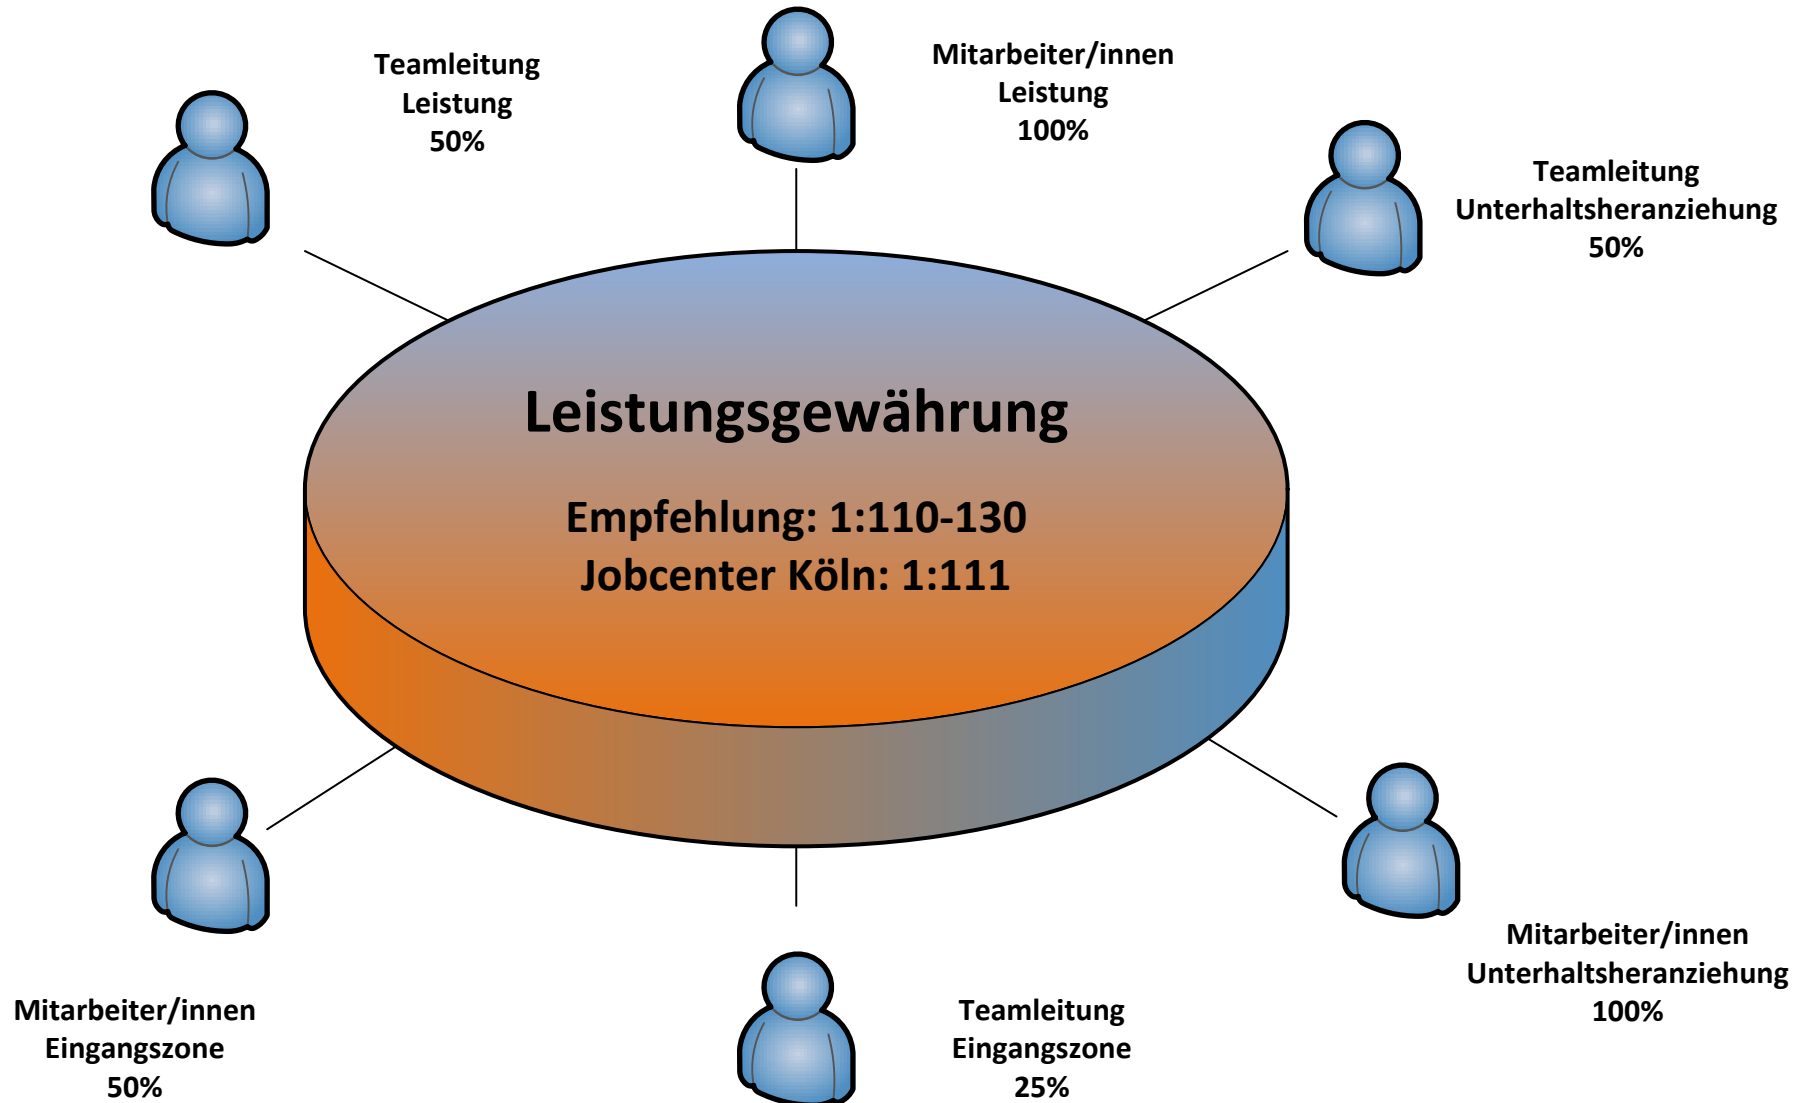 Teamleitung
Leistung
50%
Mitarbeiter/innen
Leistung
100%
Teamleitung
Unterhaltsheranziehung
50%
Leistungsgewährung
Empfehlung: 1:110-130
Jobcenter Köln: 1:111
Mitarbeiter/innen
Eingangszone
50%
Teamleitung
Eingangszone
25%
Mitarbeiter/innen
Unterhaltsheranziehung
100%